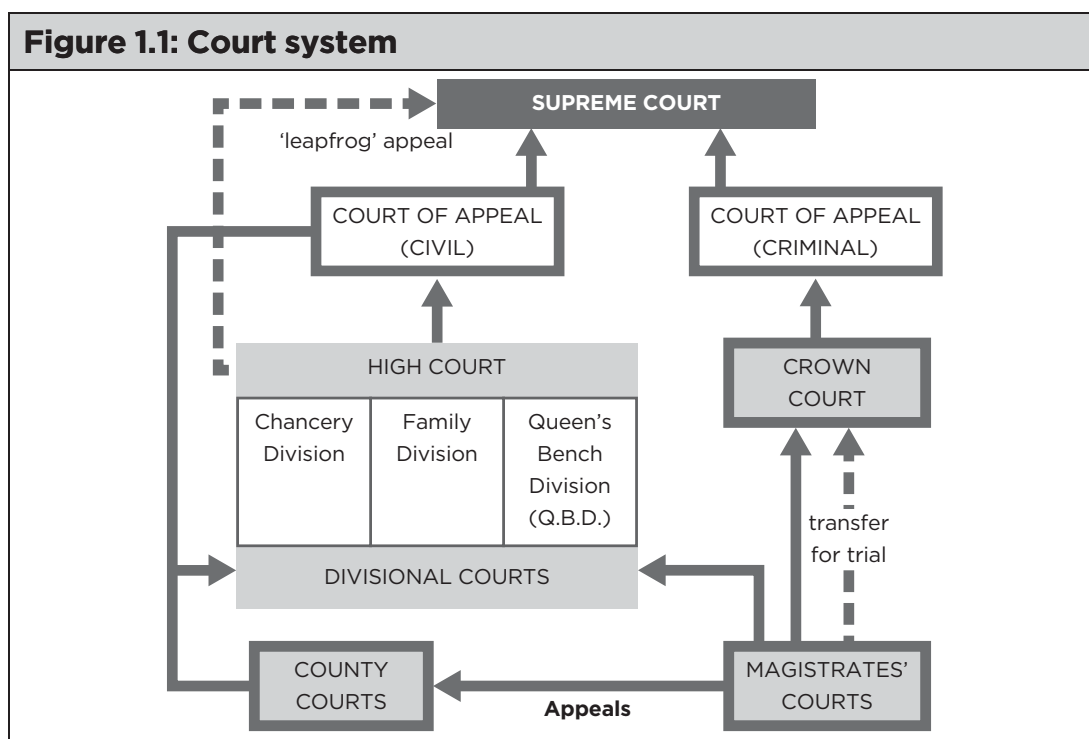 Figure 1.1: Court system
SUPREME COURT
'leapfrog' appeal
COURT OF APPEAL
(CIVIL)
COURT OF APPEAL
(CRIMINAL)
HIGH COURT
Chancery
Division
Family
Division
Queen's
Bench
Division
(Q.B.D.)
DIVISIONAL COURTS
CROWN
COURT
transfer
for trial
COUNTY
COURTS
Appeals
MAGISTRATES'
COURTS